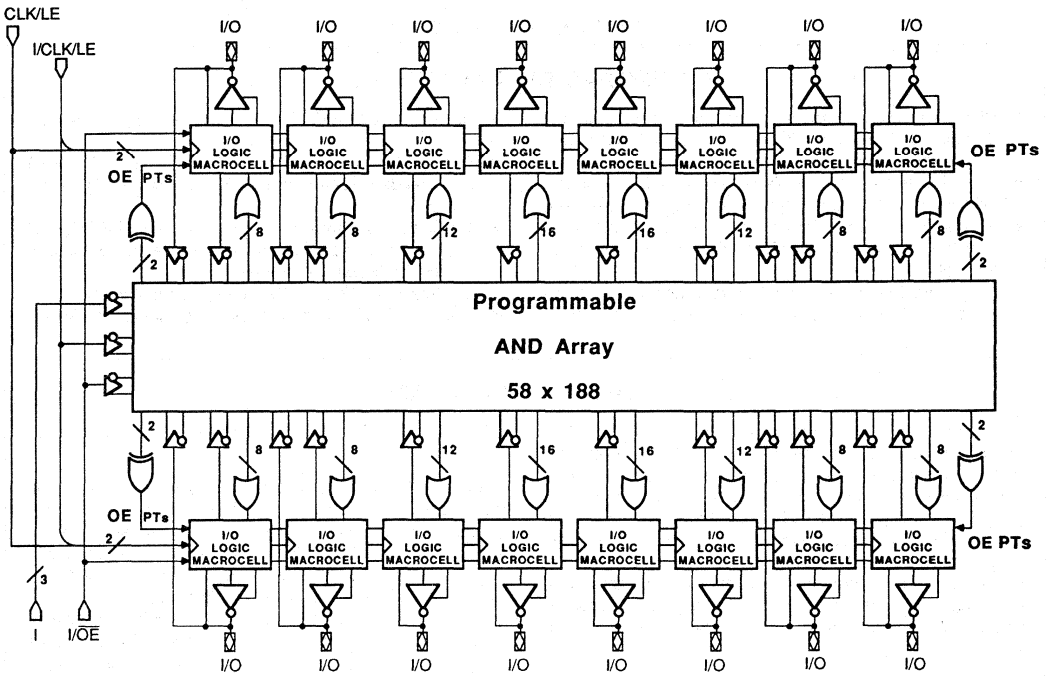 CLK/LE
I/CLK/LE
I/O I/O I/O I/O I/O I/O I/O I/O
I/O LOGIC MACROCELL
I/O LOGIC MACROCELL
I/O LOGIC MACROCELL
I/O LOGIC MACROCELL
I/O LOGIC MACROCELL
I/O LOGIC MACROCELL
I/O LOGIC MACROCELL
I/O LOGIC MACROCELL
2
OE PTs
OE PTs
8 8 12 16 16 12 8 8
2 2
Programmable
AND Array
58 x 188
2 2
8 8 12 16 16 12 8 8
OE PTs
2
I/O LOGIC MACROCELL
I/O LOGIC MACROCELL
I/O LOGIC MACROCELL
I/O LOGIC MACROCELL
I/O LOGIC MACROCELL
I/O LOGIC MACROCELL
I/O LOGIC MACROCELL
I/O LOGIC MACROCELL
OE PTs
3
I
I/O̅E̅
I/O I/O I/O I/O I/O I/O I/O I/O